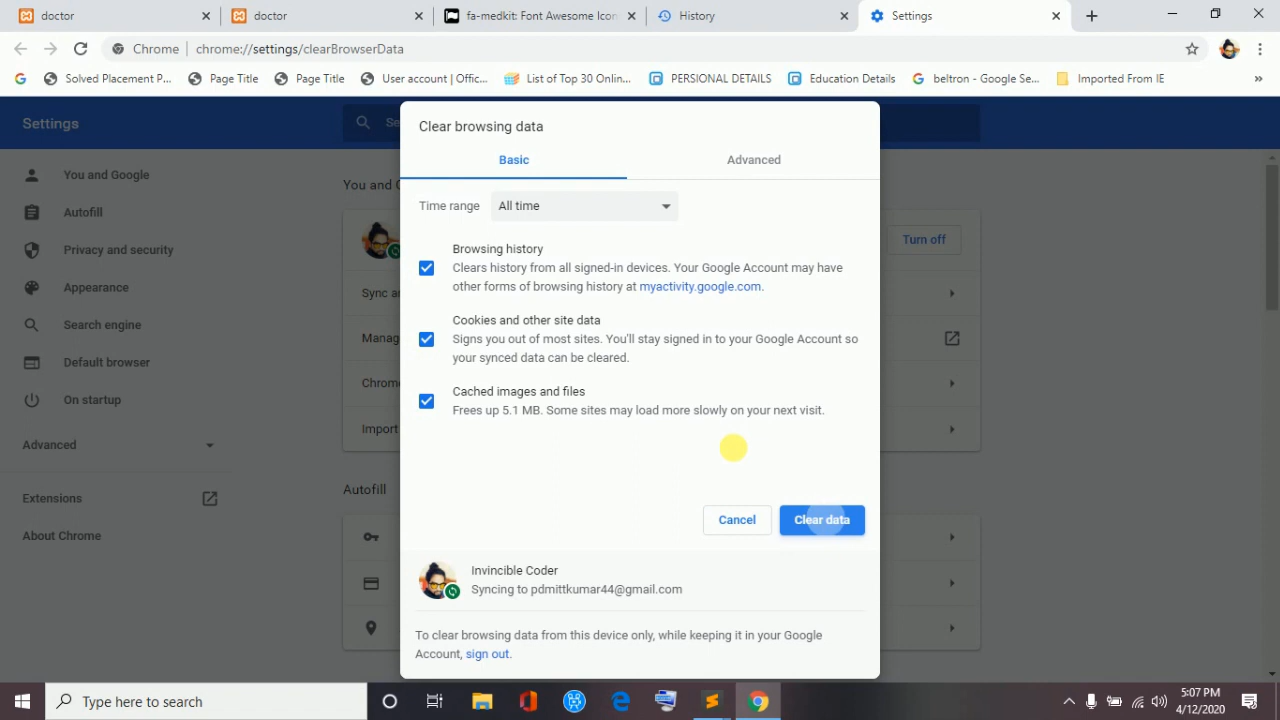 doctor
doctor
fa-medkit: Font Awesome Icon
History
Settings
Chrome
chrome://settings/clearBrowserData
Solved Placement P...
Page Title
Page Title
User account | Offic...
List of Top 30 Onlin...
PERSIONAL DETAILS
Education Details
beltron - Google Se...
Imported From IE
»
Settings
Se
You and Google
Autofill
Privacy and security
Appearance
Search engine
Default browser
On startup
Advanced
Extensions
About Chrome
You and G
Turn off
Sync an
Manag
Chrome
Import
Autofill
Clear browsing data
Basic
Advanced
Time range
All time
Browsing history
Clears history from all signed-in devices. Your Google Account may have
other forms of browsing history at myactivity.google.com.
Cookies and other site data
Signs you out of most sites. You'll stay signed in to your Google Account so
your synced data can be cleared.
Cached images and files
Frees up 5.1 MB. Some sites may load more slowly on your next visit.
Cancel
Clear data
Invincible Coder
Syncing to pdmittkumar44@gmail.com
To clear browsing data from this device only, while keeping it in your Google
Account, sign out.
Type here to search
5:07 PM
4/12/2020